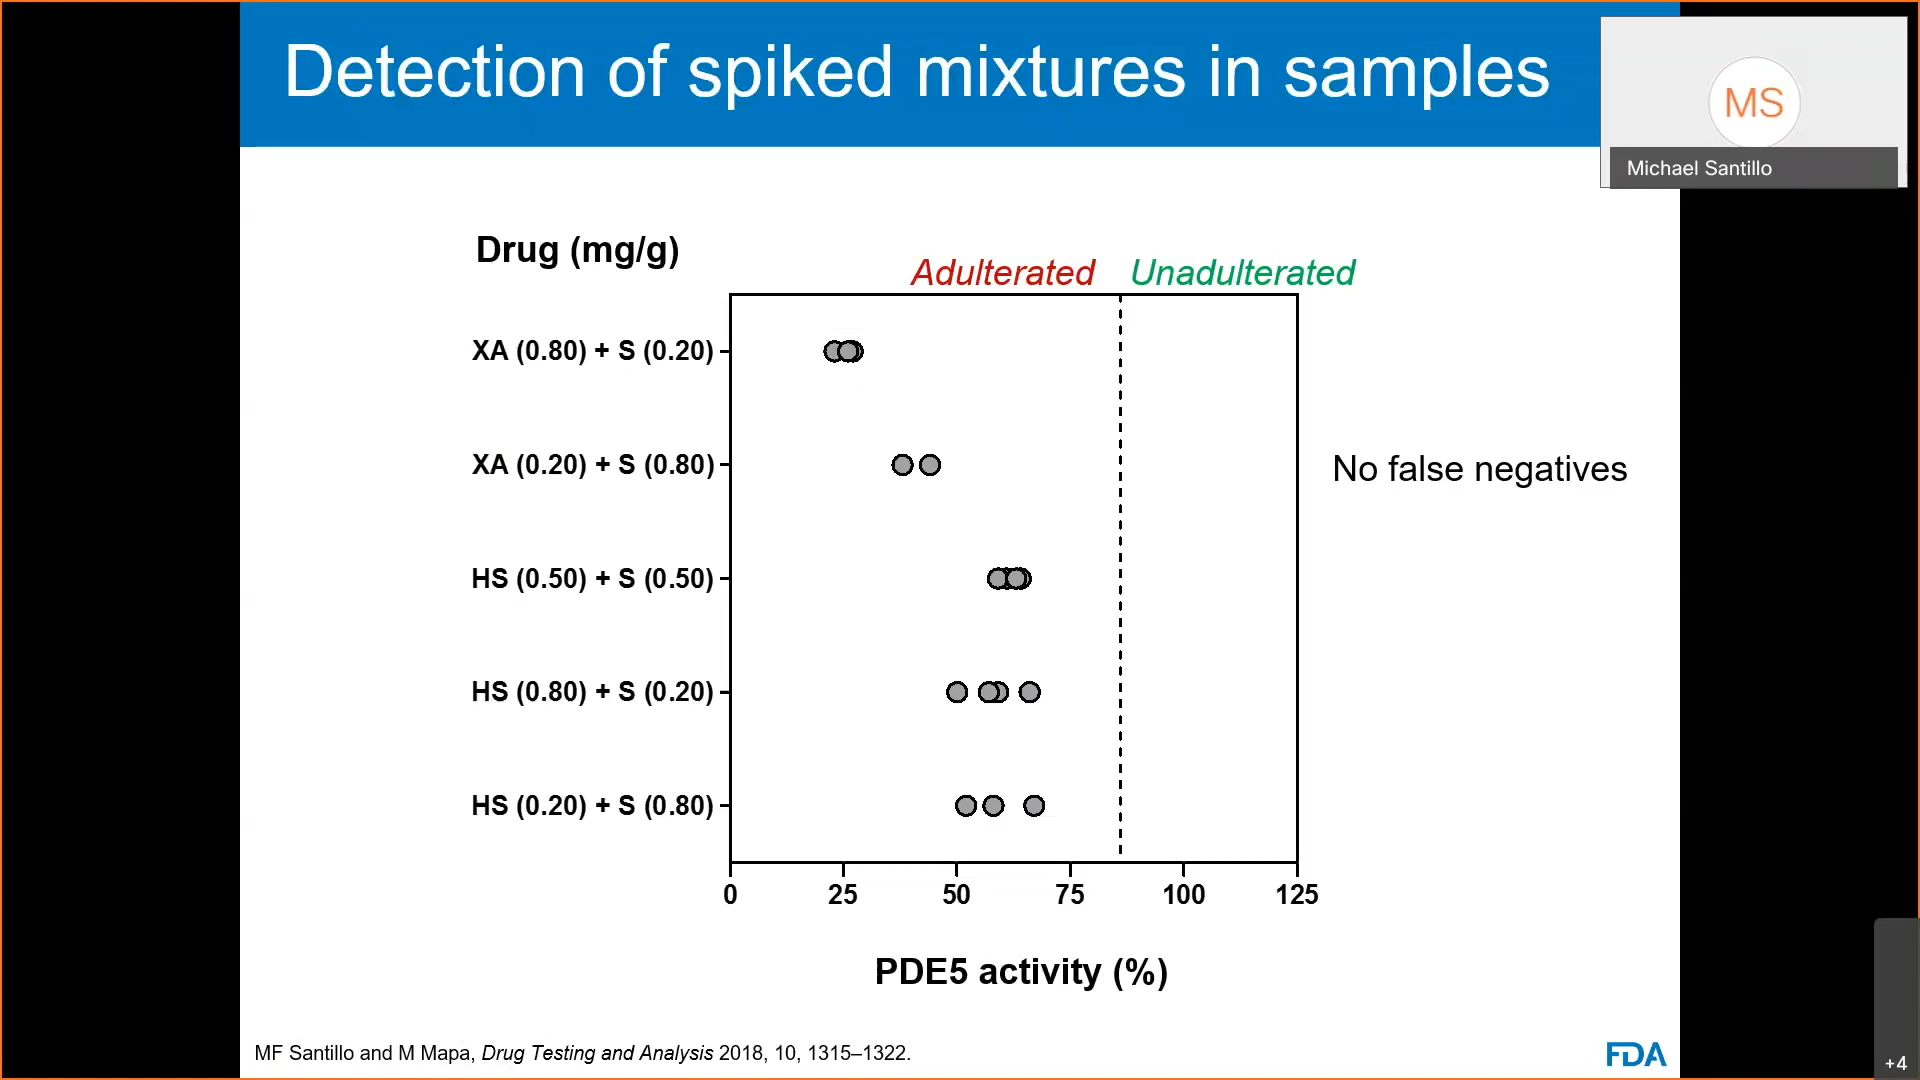 Detection of spiked mixtures in samples
MS
Michael Santillo
Drug (mg/g)
Adulterated Unadulterated
XA (0.80) + S (0.20)
XA (0.20) + S (0.80)
No false negatives
HS (0.50) + S (0.50)
HS (0.80) + S (0.20)
HS (0.20) + S (0.80)
0 25 50 75 100 125
PDE5 activity (%)
MF Santillo and M Mapa, Drug Testing and Analysis 2018, 10, 1315–1322.
FDA
+4